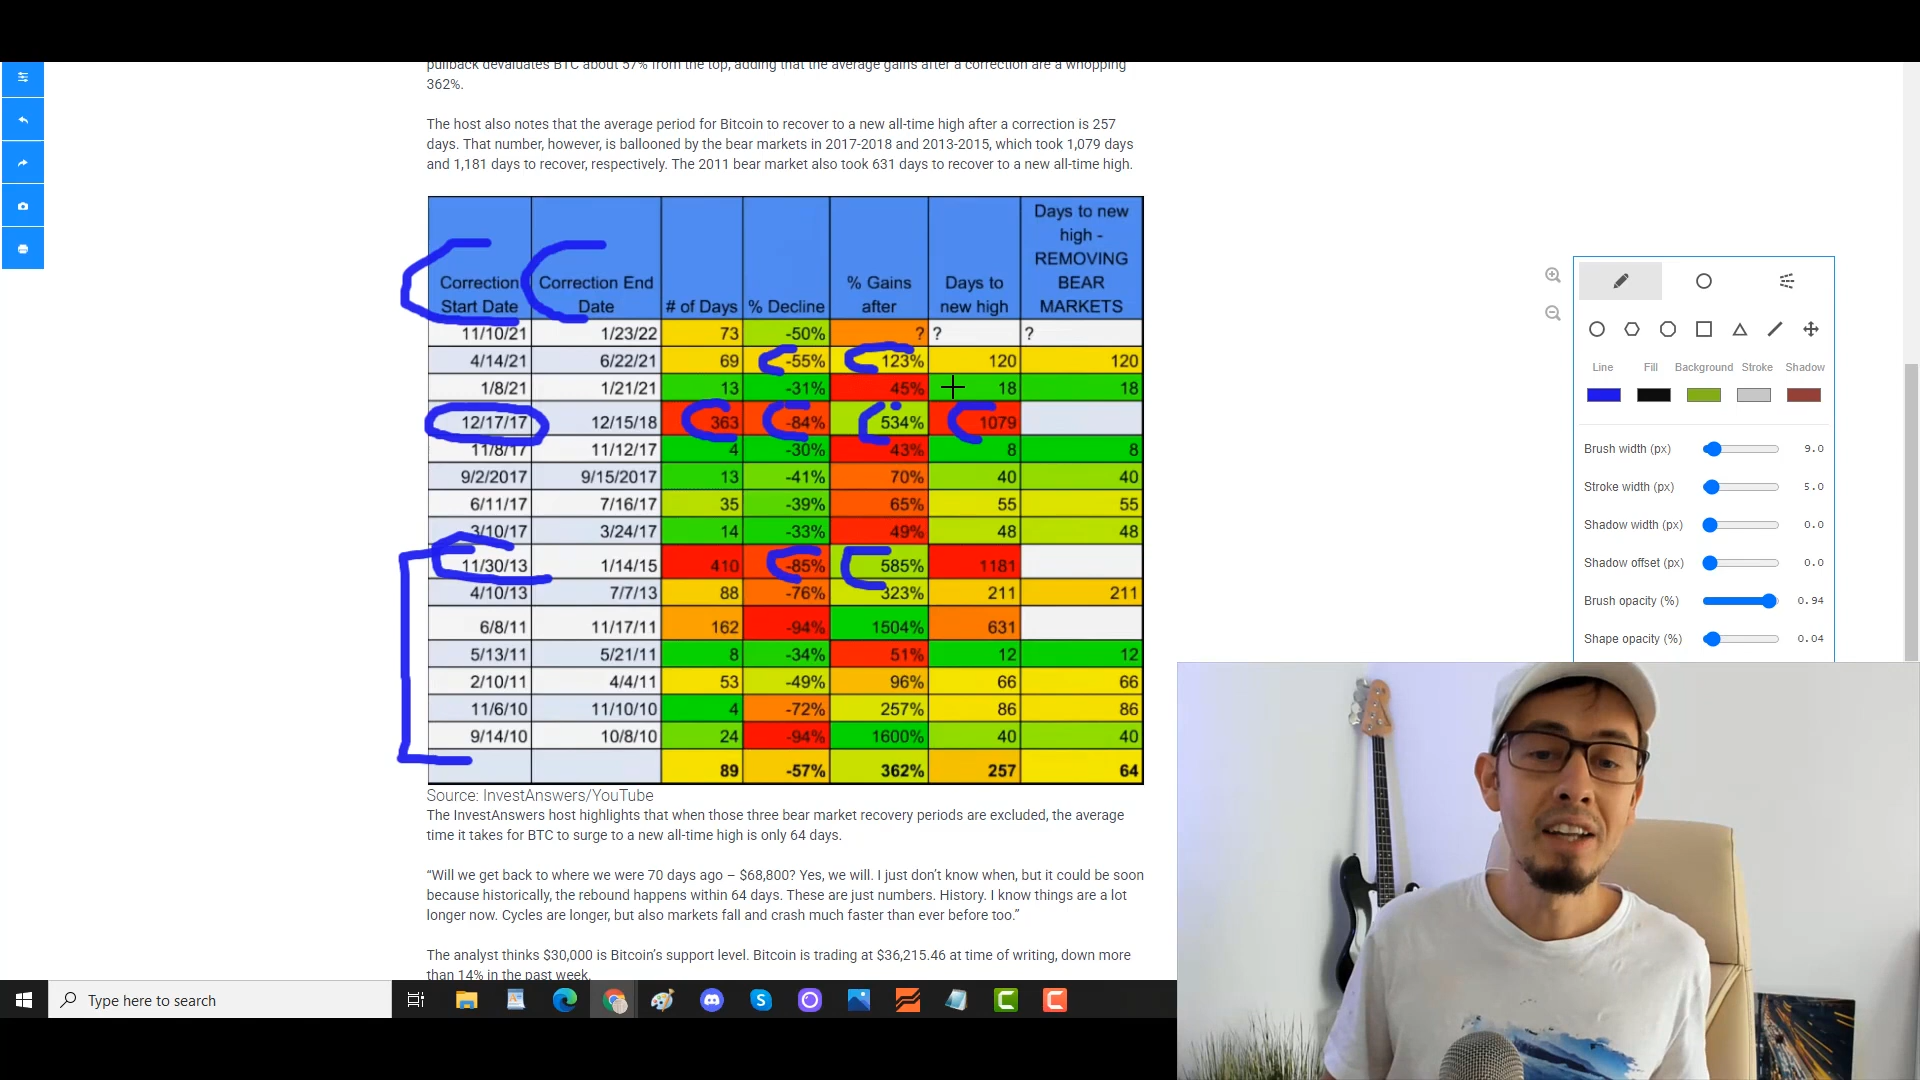 pullback devaluates BTC about 57% from the top, adding that the average gains after a correction are a whopping
362%.
The host also notes that the average period for Bitcoin to recover to a new all-time high after a correction is 257
days. That number, however, is ballooned by the bear markets in 2017-2018 and 2013-2015, which took 1,079 days
and 1,181 days to recover, respectively. The 2011 bear market also took 631 days to recover to a new all-time high.
Correction Start Date Correction End Date # of Days % Decline % Gains after Days to new high Days to new high - REMOVING BEAR MARKETS
11/10/21 1/23/22 73 -50% ? ? ?
4/14/21 6/22/21 69 -55% 123% 120 120
1/8/21 1/21/21 13 -31% 45% 18 18
12/17/17 12/15/18 363 -84% 534% 1079
11/8/17 11/12/17 4 -30% 43% 8 8
9/2/2017 9/15/2017 13 -41% 70% 40 40
6/11/17 7/16/17 35 -39% 65% 55 55
3/10/17 3/24/17 14 -33% 49% 48 48
11/30/13 1/14/15 410 -85% 585% 1181
4/10/13 7/7/13 88 -76% 323% 211 211
6/8/11 11/17/11 162 -94% 1504% 631
5/13/11 5/21/11 8 -34% 51% 12 12
2/10/11 4/4/11 53 -49% 96% 66 66
11/6/10 11/10/10 4 -72% 257% 86 86
9/14/10 10/8/10 24 -94% 1600% 40 40
89 -57% 362% 257 64
Source: InvestAnswers/YouTube
The InvestAnswers host highlights that when those three bear market recovery periods are excluded, the average
time it takes for BTC to surge to a new all-time high is only 64 days.
“Will we get back to where we were 70 days ago – $68,800? Yes, we will. I just don’t know when, but it could be soon
because historically, the rebound happens within 64 days. These are just numbers. History. I know things are a lot
longer now. Cycles are longer, but also markets fall and crash much faster than ever before too.”
The analyst thinks $30,000 is Bitcoin’s support level. Bitcoin is trading at $36,215.46 at time of writing, down more
than 14% in the past week.
Line Fill Background Stroke Shadow
Brush width (px) 9.0
Stroke width (px) 5.0
Shadow width (px) 0.0
Shadow offset (px) 0.0
Brush opacity (%) 0.94
Shape opacity (%) 0.04
Type here to search